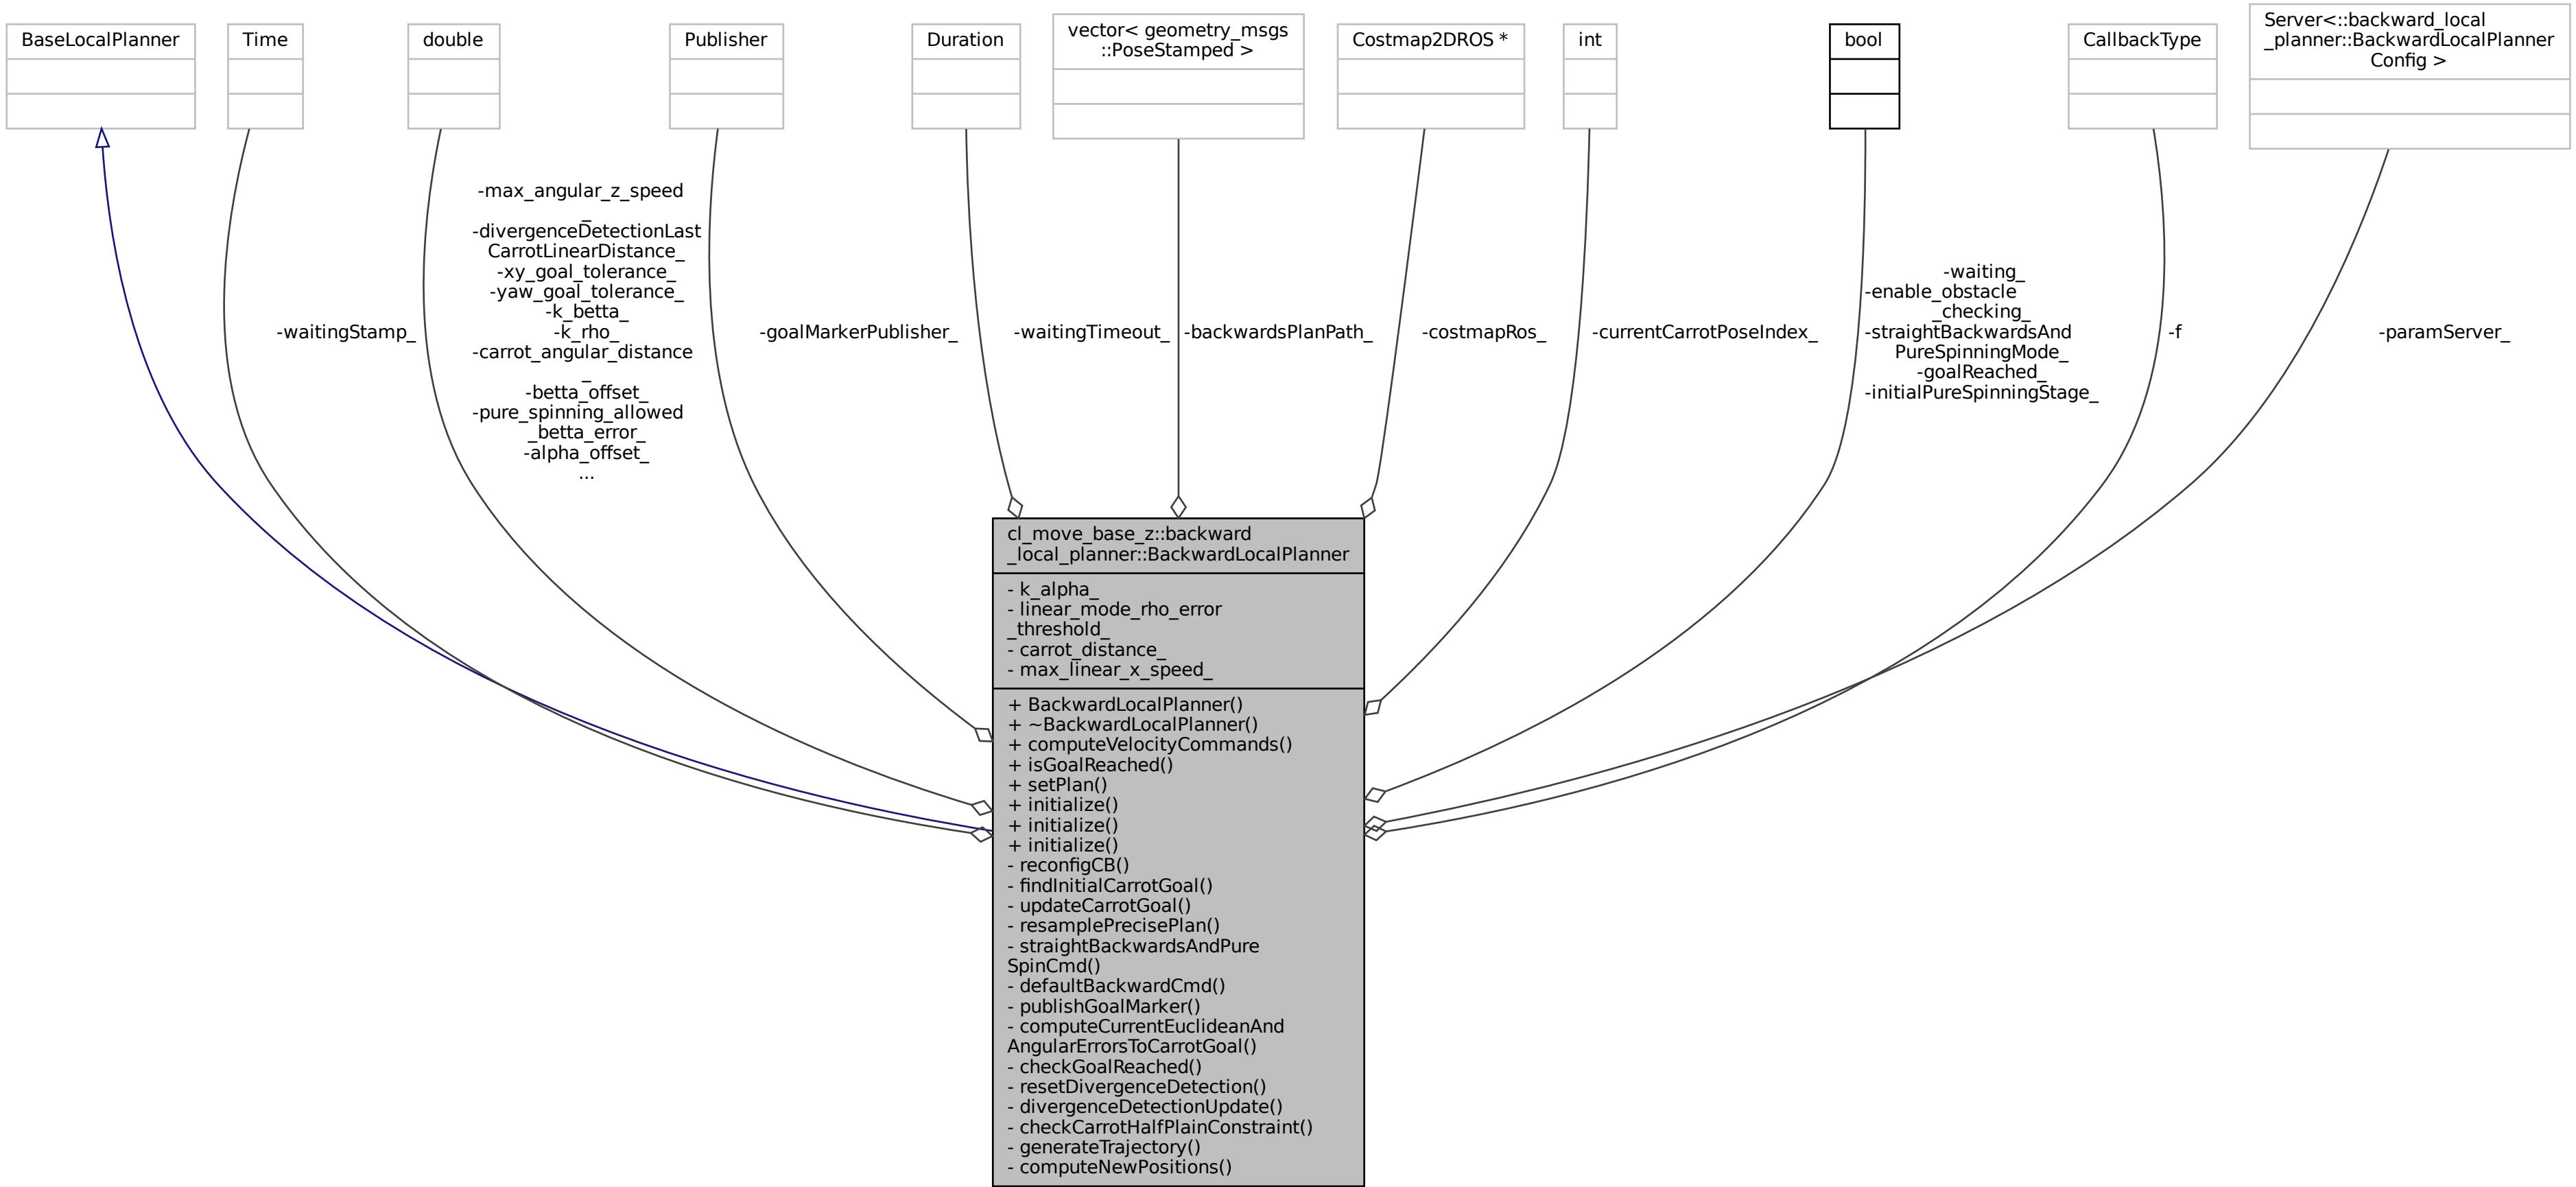 BaseLocalPlanner
Time
double
Publisher
Duration
vector< geometry_msgs
::PoseStamped >
Costmap2DROS *
int
bool
CallbackType
Server<::backward_local
_planner::BackwardLocalPlanner
Config >
-waitingStamp_
-max_angular_z_speed
_
-divergenceDetectionLast
CarrotLinearDistance_
-xy_goal_tolerance_
-yaw_goal_tolerance_
-k_betta_
-k_rho_
-carrot_angular_distance
_
-betta_offset_
-pure_spinning_allowed
_betta_error_
-alpha_offset_
...
-goalMarkerPublisher_
-waitingTimeout_
-backwardsPlanPath_
-costmapRos_
-currentCarrotPoseIndex_
-waiting_
-enable_obstacle
_checking_
-straightBackwardsAnd
PureSpinningMode_
-goalReached_
-initialPureSpinningStage_
-f
-paramServer_
cl_move_base_z::backward
_local_planner::BackwardLocalPlanner
- k_alpha_
- linear_mode_rho_error
_threshold_
- carrot_distance_
- max_linear_x_speed_
+ BackwardLocalPlanner()
+ ~BackwardLocalPlanner()
+ computeVelocityCommands()
+ isGoalReached()
+ setPlan()
+ initialize()
+ initialize()
+ initialize()
- reconfigCB()
- findInitialCarrotGoal()
- updateCarrotGoal()
- resamplePrecisePlan()
- straightBackwardsAndPure
SpinCmd()
- defaultBackwardCmd()
- publishGoalMarker()
- computeCurrentEuclideanAnd
AngularErrorsToCarrotGoal()
- checkGoalReached()
- resetDivergenceDetection()
- divergenceDetectionUpdate()
- checkCarrotHalfPlainConstraint()
- generateTrajectory()
- computeNewPositions()